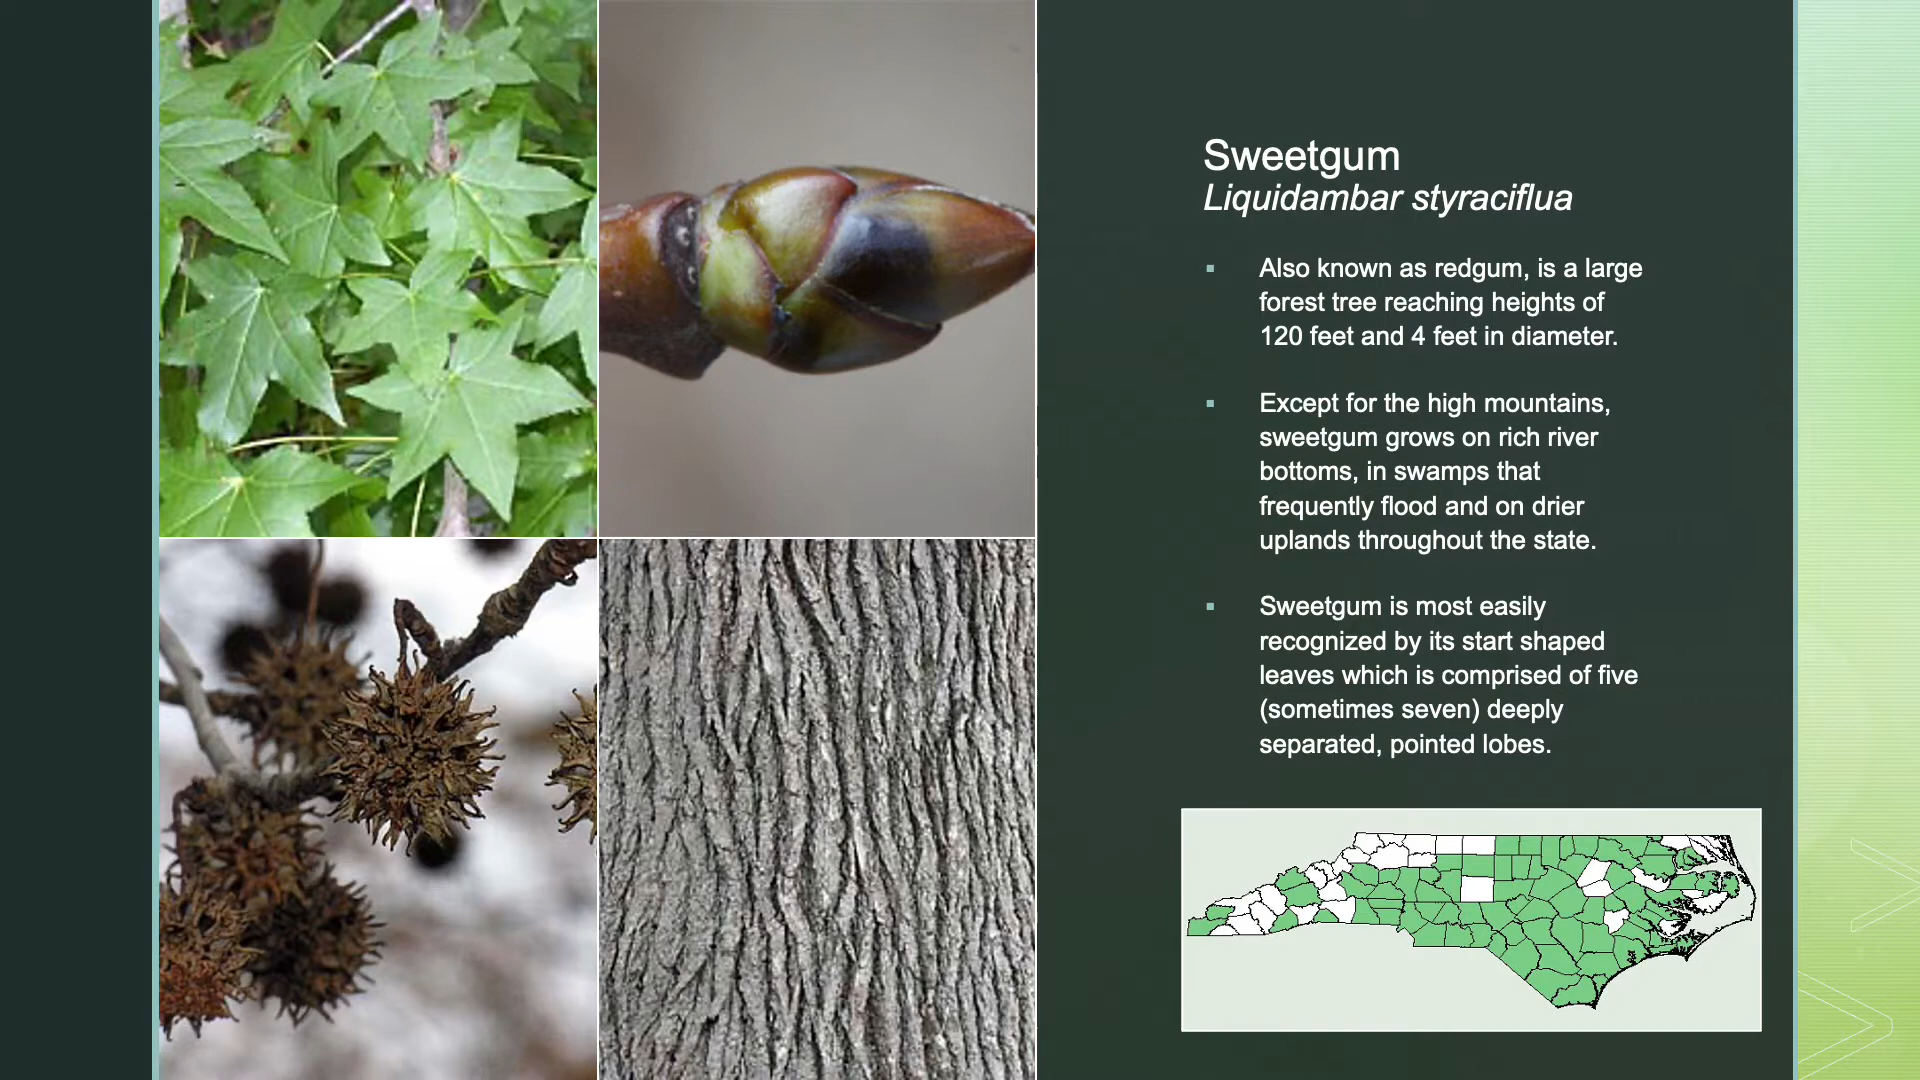 Sweetgum
Liquidambar styraciflua
▪ Also known as redgum, is a large
forest tree reaching heights of
120 feet and 4 feet in diameter.
▪ Except for the high mountains,
sweetgum grows on rich river
bottoms, in swamps that
frequently flood and on drier
uplands throughout the state.
▪ Sweetgum is most easily
recognized by its start shaped
leaves which is comprised of five
(sometimes seven) deeply
separated, pointed lobes.